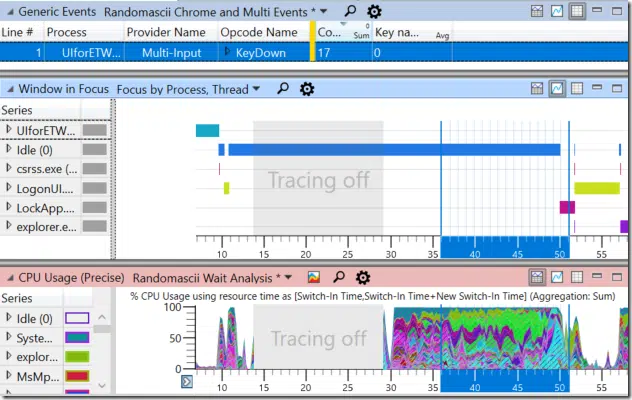 Generic Events Randomascii Chrome and Multi Events *
Line # Process Provider Name Opcode Name Co... Sum Key na... Avg
1 UIforETW... Multi-Input KeyDown 17 0
Window in Focus Focus by Process, Thread
Series
UIforETW...
Idle (0)
csrss.exe (...
LogonUI....
LockApp....
explorer.e...
Tracing off
10 15 20 25 30 35 40 45 50 55
CPU Usage (Precise) Randomascii Wait Analysis *
Series
Idle (0)
Syste...
explor...
MsMp...
% CPU Usage using resource time as [Switch-In Time,Switch-In Time+New Switch-In Time] (Aggregation: Sum)
100
50
0
Tracing off
10 15 20 25 30 35 40 45 50 55